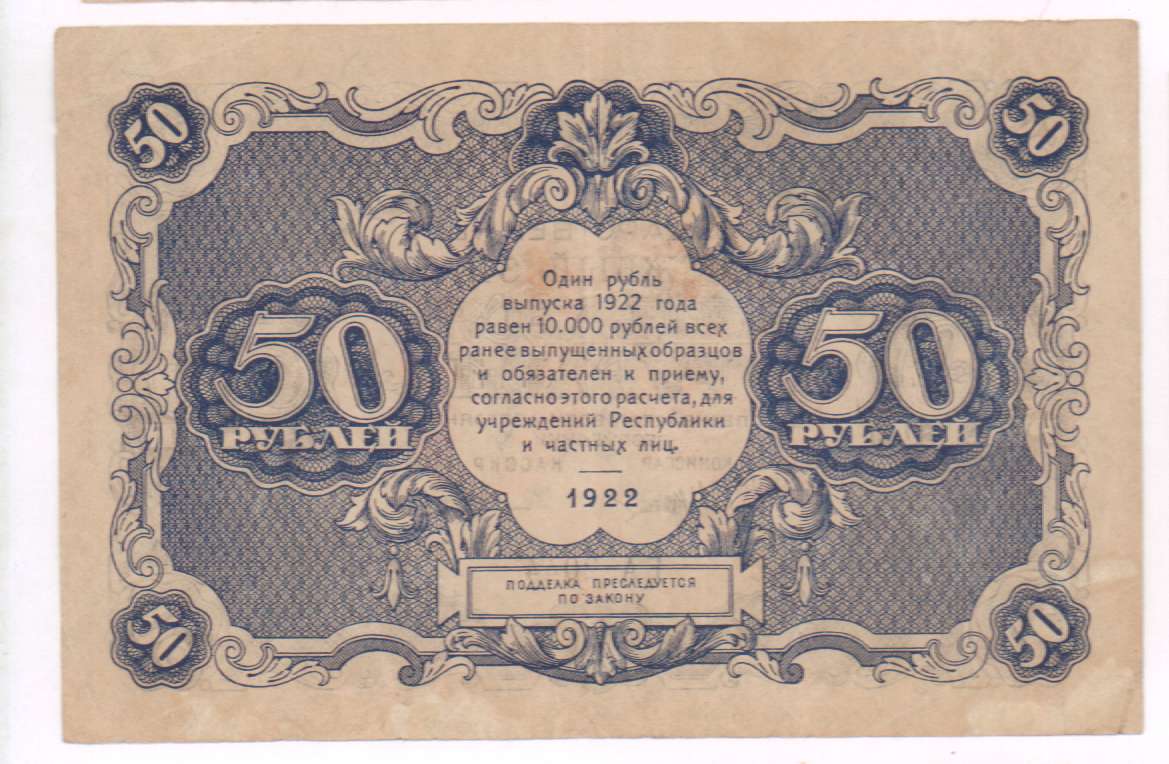 50
50
Один рубль
выпуска 1922 года
равен 10.000 рублей всех
ранее выпущенных образцов
и обязателен к приему,
согласно этого расчета, для
учреждений Республики
и частных лиц.
1922
50
РУБЛЕЙ
50
РУБЛЕЙ
ПОДДЕЛКА ПРЕСЛЕДУЕТСЯ
ПО ЗАКОНУ
50
50